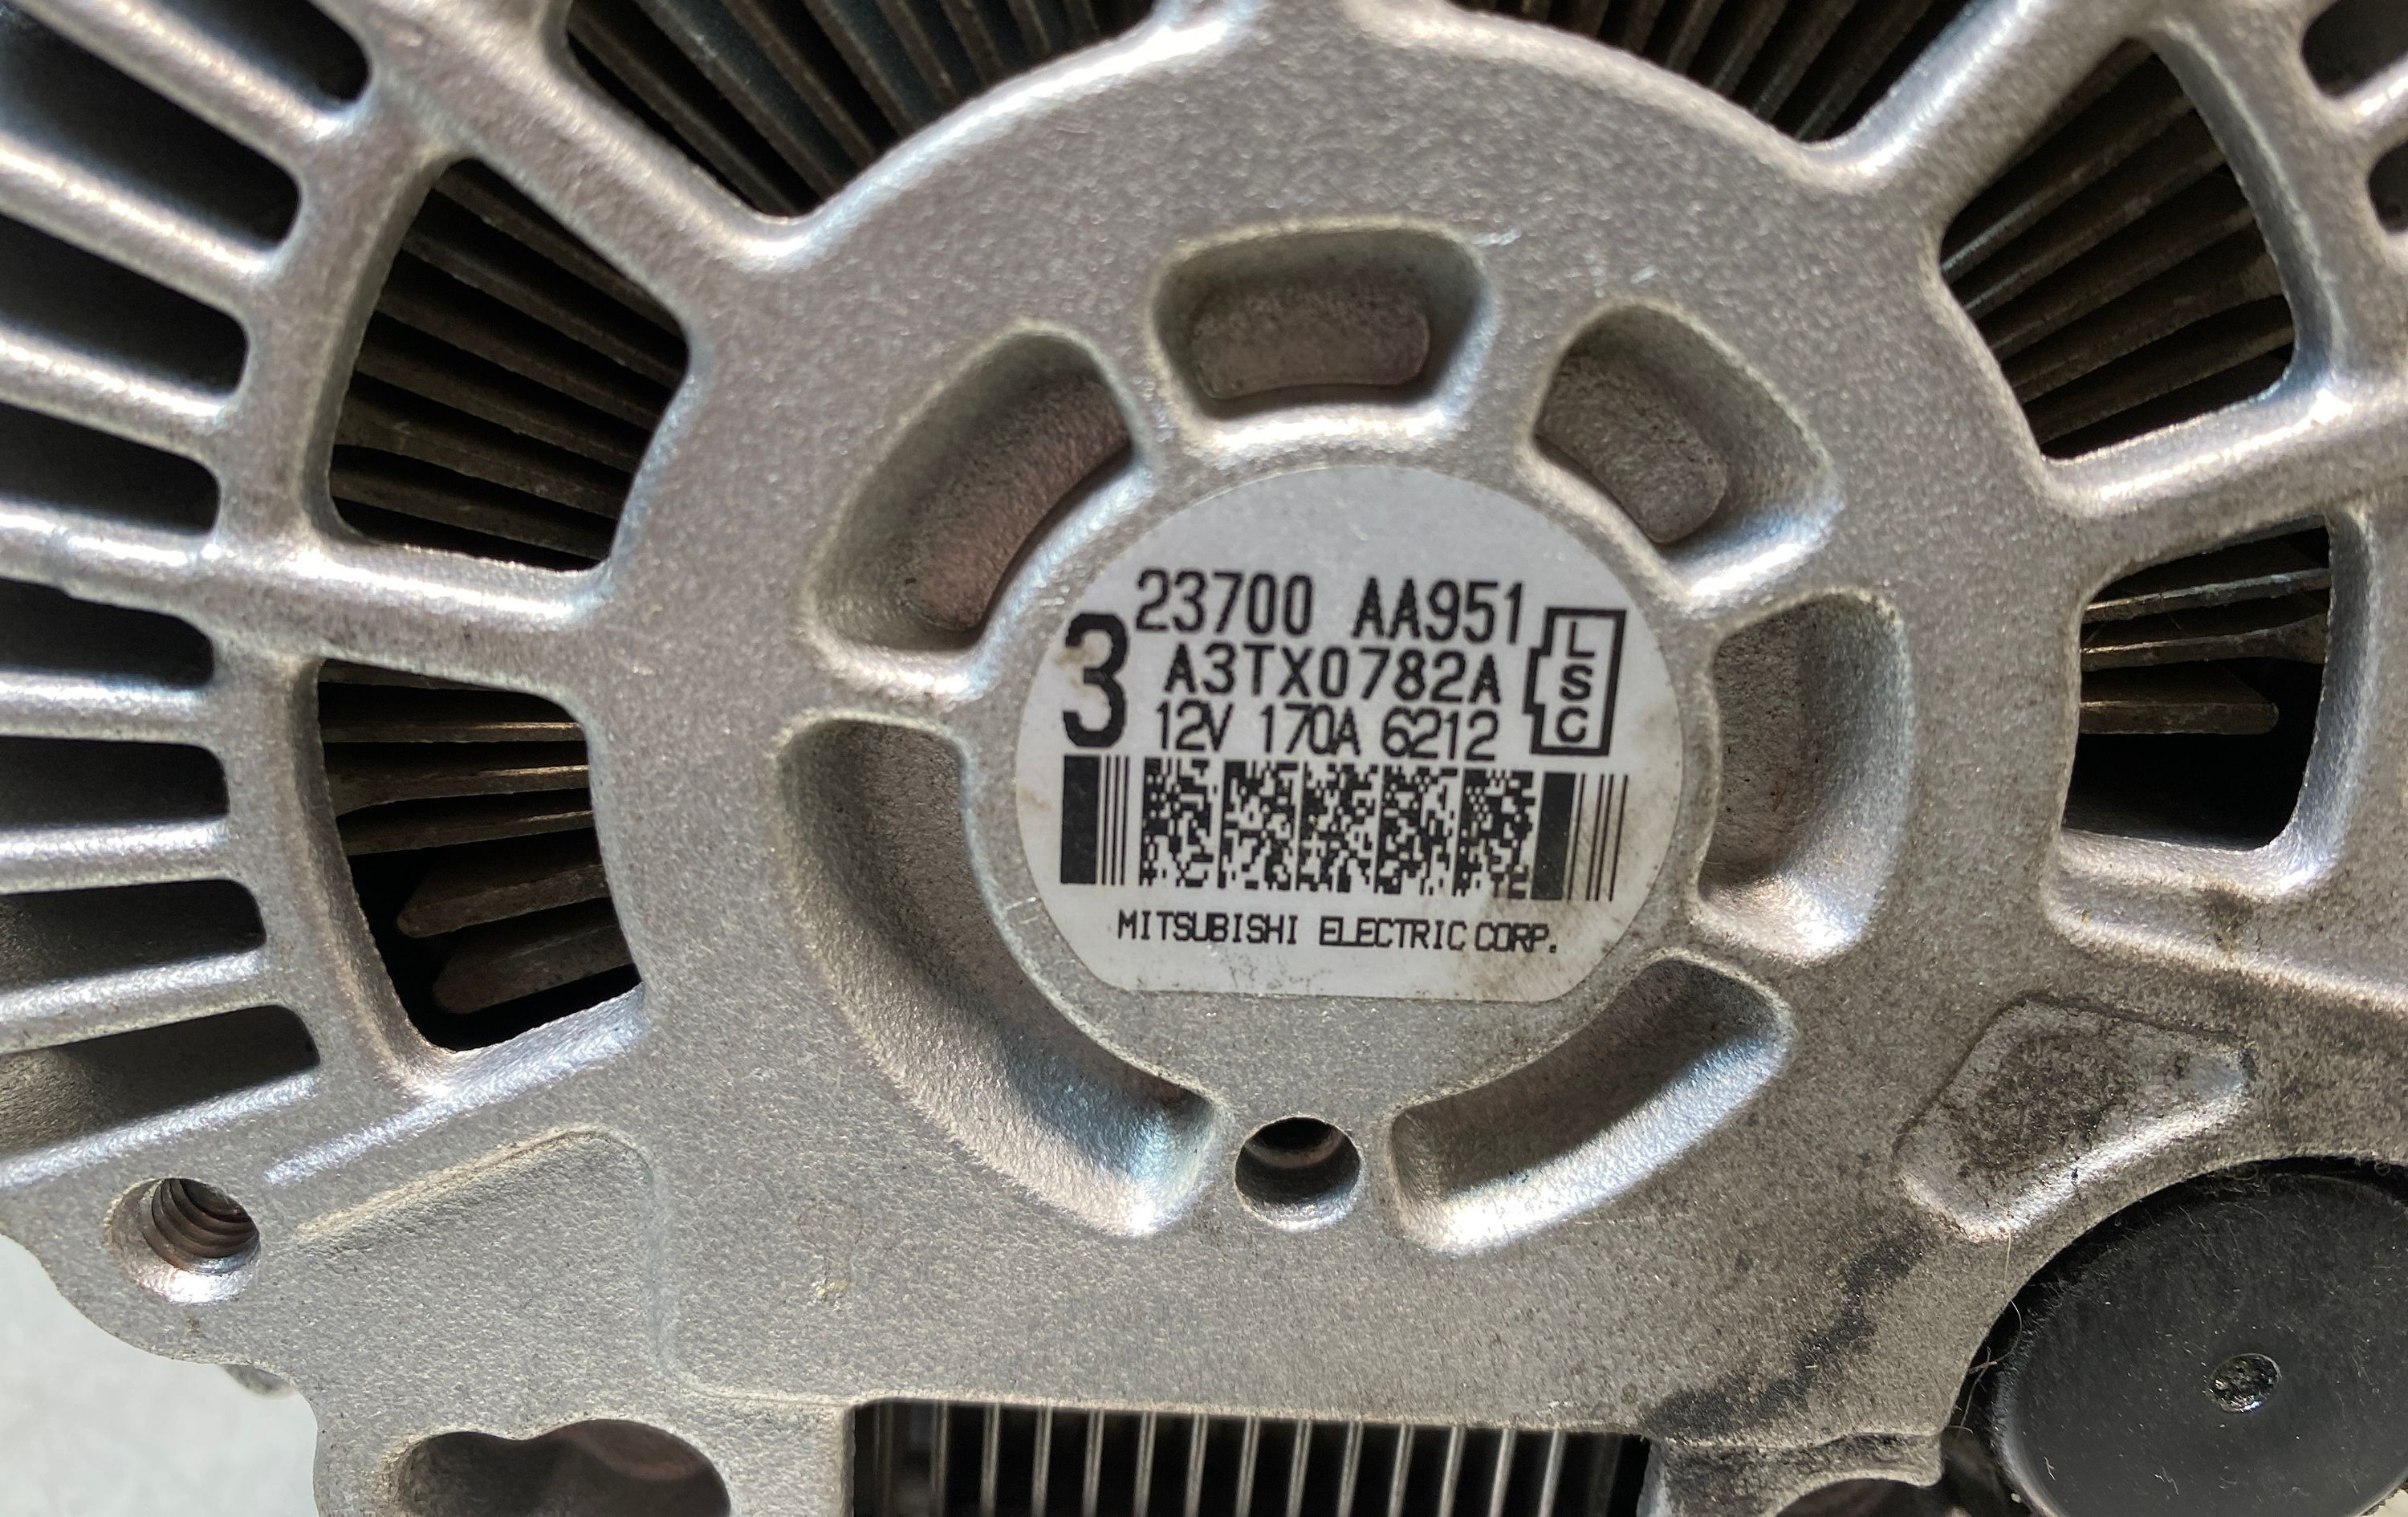 23700 AA951
3
A3TX0782A
12V 170A 6212
L
S
C
MITSUBISHI ELECTRIC CORP.